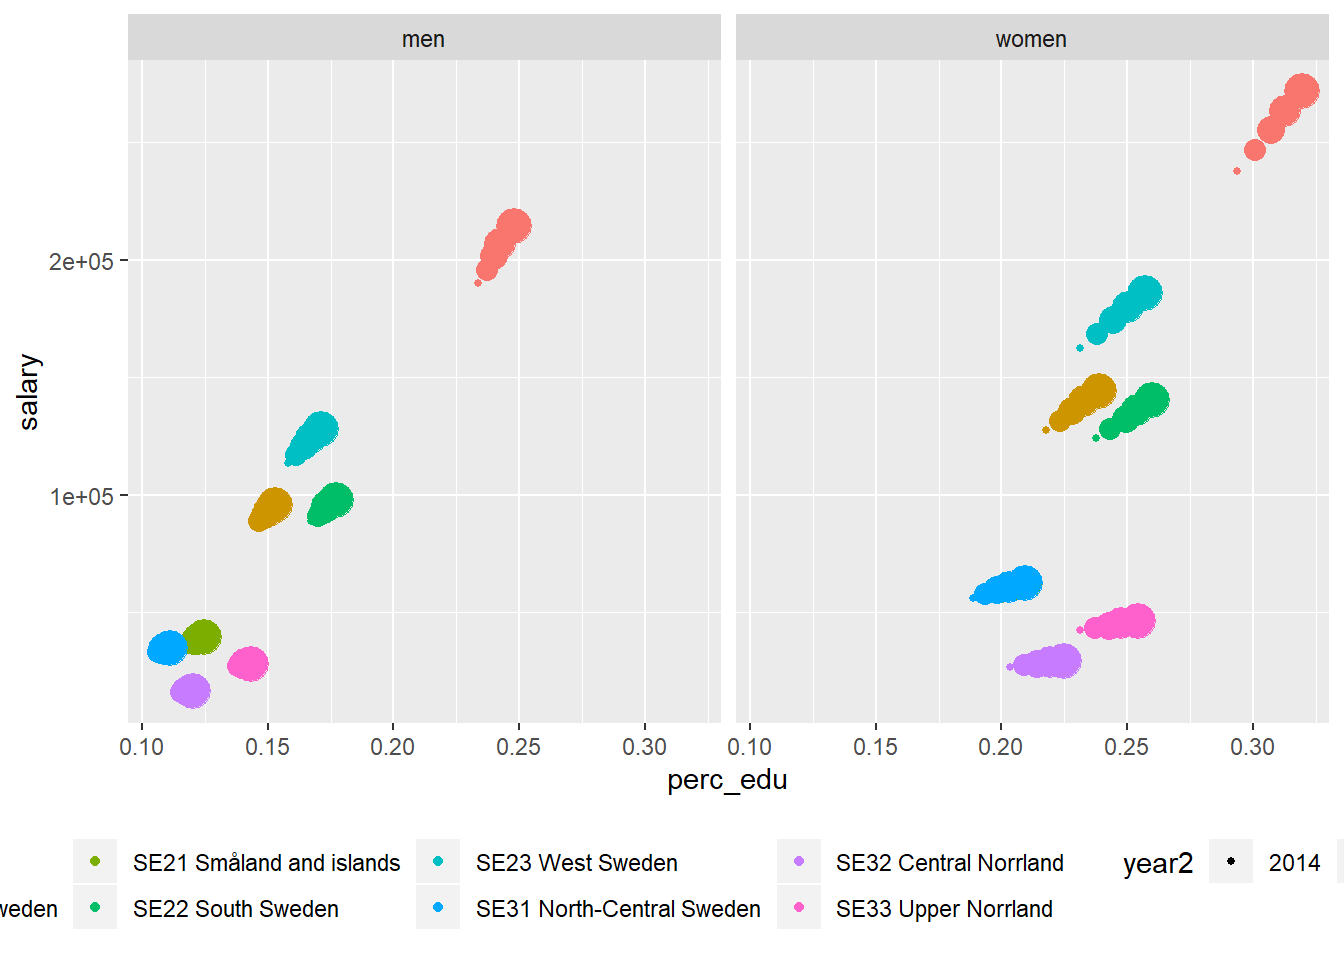 men women
2e+05
1e+05
salary
0.10 0.15 0.20 0.25 0.30 0.10 0.15 0.20 0.25 0.30
perc_edu
SE21 Småland and islands SE23 West Sweden SE32 Central Norrland year2 2014
weden SE22 South Sweden SE31 North-Central Sweden SE33 Upper Norrland